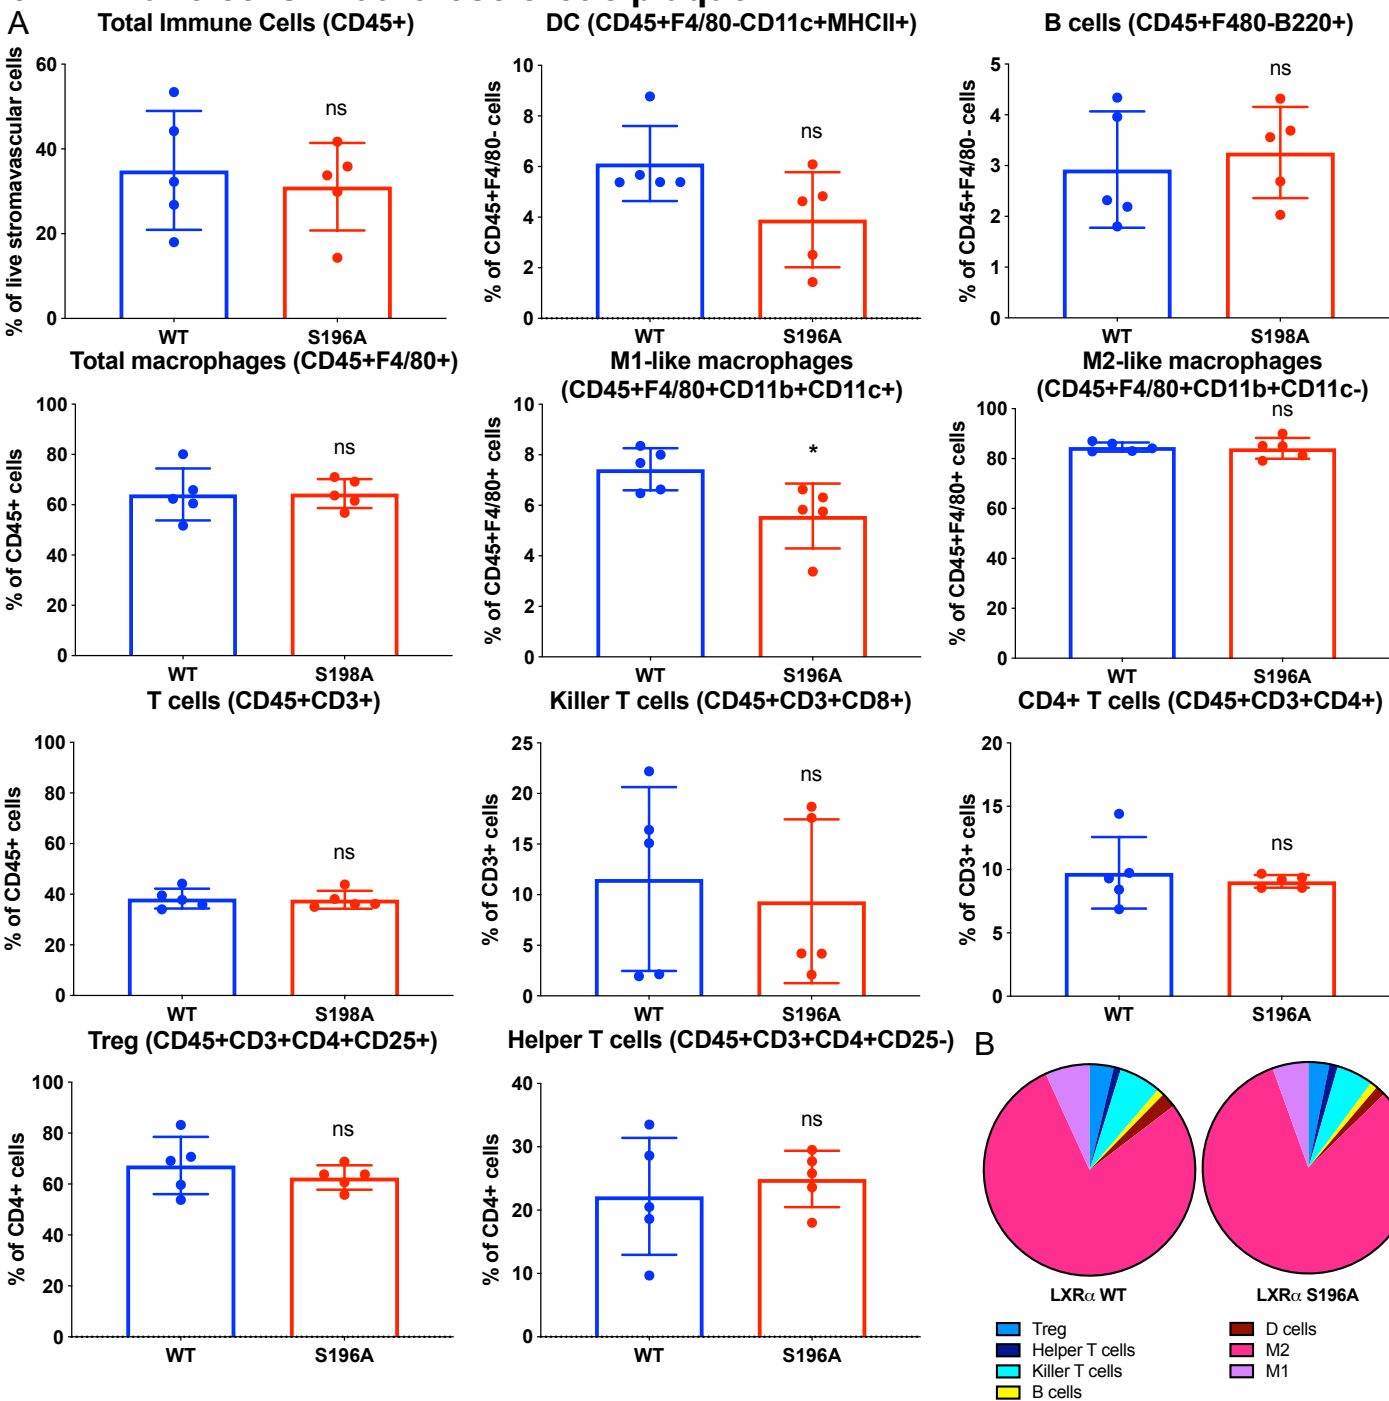 A
Total Immune Cells (CD45+)
% of live stromavascular cells
60
40
20
0
ns
WT
S196A
DC (CD45+F4/80-CD11c+MHCII+)
% of CD45+F4/80- cells
10
8
6
4
2
0
ns
WT
S196A
B cells (CD45+F480-B220+)
% of CD45+F4/80- cells
5
4
3
2
1
0
ns
WT
S198A
Total macrophages (CD45+F4/80+)
% of CD45+ cells
100
80
60
40
20
0
ns
WT
S198A
M1-like macrophages
(CD45+F4/80+CD11b+CD11c+)
% of CD45+F4/80+ cells
10
8
6
4
2
0
*
WT
S196A
M2-like macrophages
(CD45+F4/80+CD11b+CD11c-)
% of CD45+F4/80+ cells
100
80
60
40
20
0
ns
WT
S196A
T cells (CD45+CD3+)
% of CD45+ cells
100
80
60
40
20
0
ns
WT
S198A
Killer T cells (CD45+CD3+CD8+)
% of CD3+ cells
25
20
15
10
5
0
ns
WT
S196A
CD4+ T cells (CD45+CD3+CD4+)
% of CD3+ cells
20
15
10
5
0
ns
WT
S196A
Treg (CD45+CD3+CD4+CD25+)
% of CD4+ cells
100
80
60
40
20
0
ns
WT
S196A
Helper T cells (CD45+CD3+CD4+CD25-)
% of CD4+ cells
40
30
20
10
0
ns
WT
S196A
B
LXRα WT
LXRα S196A
Treg
Helper T cells
Killer T cells
B cells
D cells
M2
M1